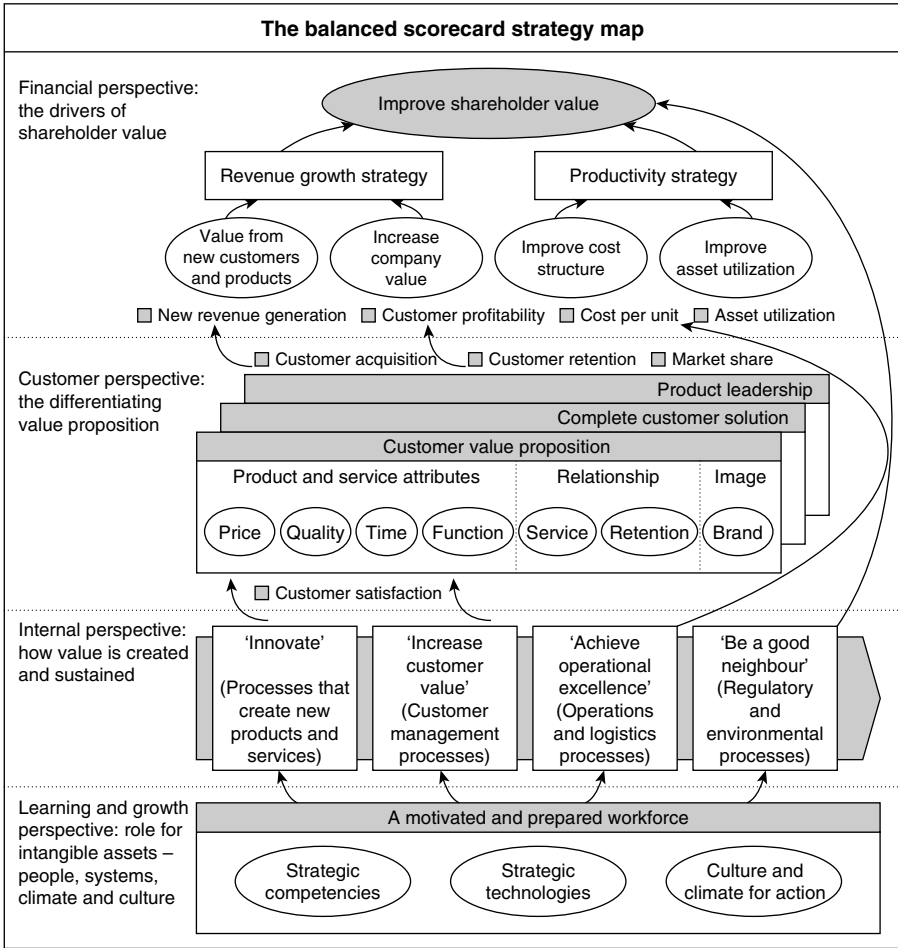 The balanced scorecard strategy map
Financial perspective:
the drivers of
shareholder value
Improve shareholder value
Revenue growth strategy
Productivity strategy
Value from
new customers
and products
Increase
company
value
Improve cost
structure
Improve
asset utilization
New revenue generation
Customer profitability
Cost per unit
Asset utilization
Customer acquisition
Customer retention
Market share
Customer perspective:
the differentiating
value proposition
Product leadership
Complete customer solution
Customer value proposition
Product and service attributes
Relationship
Image
Price
Quality
Time
Function
Service
Retention
Brand
Customer satisfaction
Internal perspective:
how value is created
and sustained
‘Innovate’
(Processes that
create new
products and
services)
‘Increase
customer
value’
(Customer
management
processes)
‘Achieve
operational
excellence’
(Operations
and logistics
processes)
‘Be a good
neighbour’
(Regulatory
and
environmental
processes)
Learning and growth
perspective: role for
intangible assets –
people, systems,
climate and culture
A motivated and prepared workforce
Strategic
competencies
Strategic
technologies
Culture and
climate for action